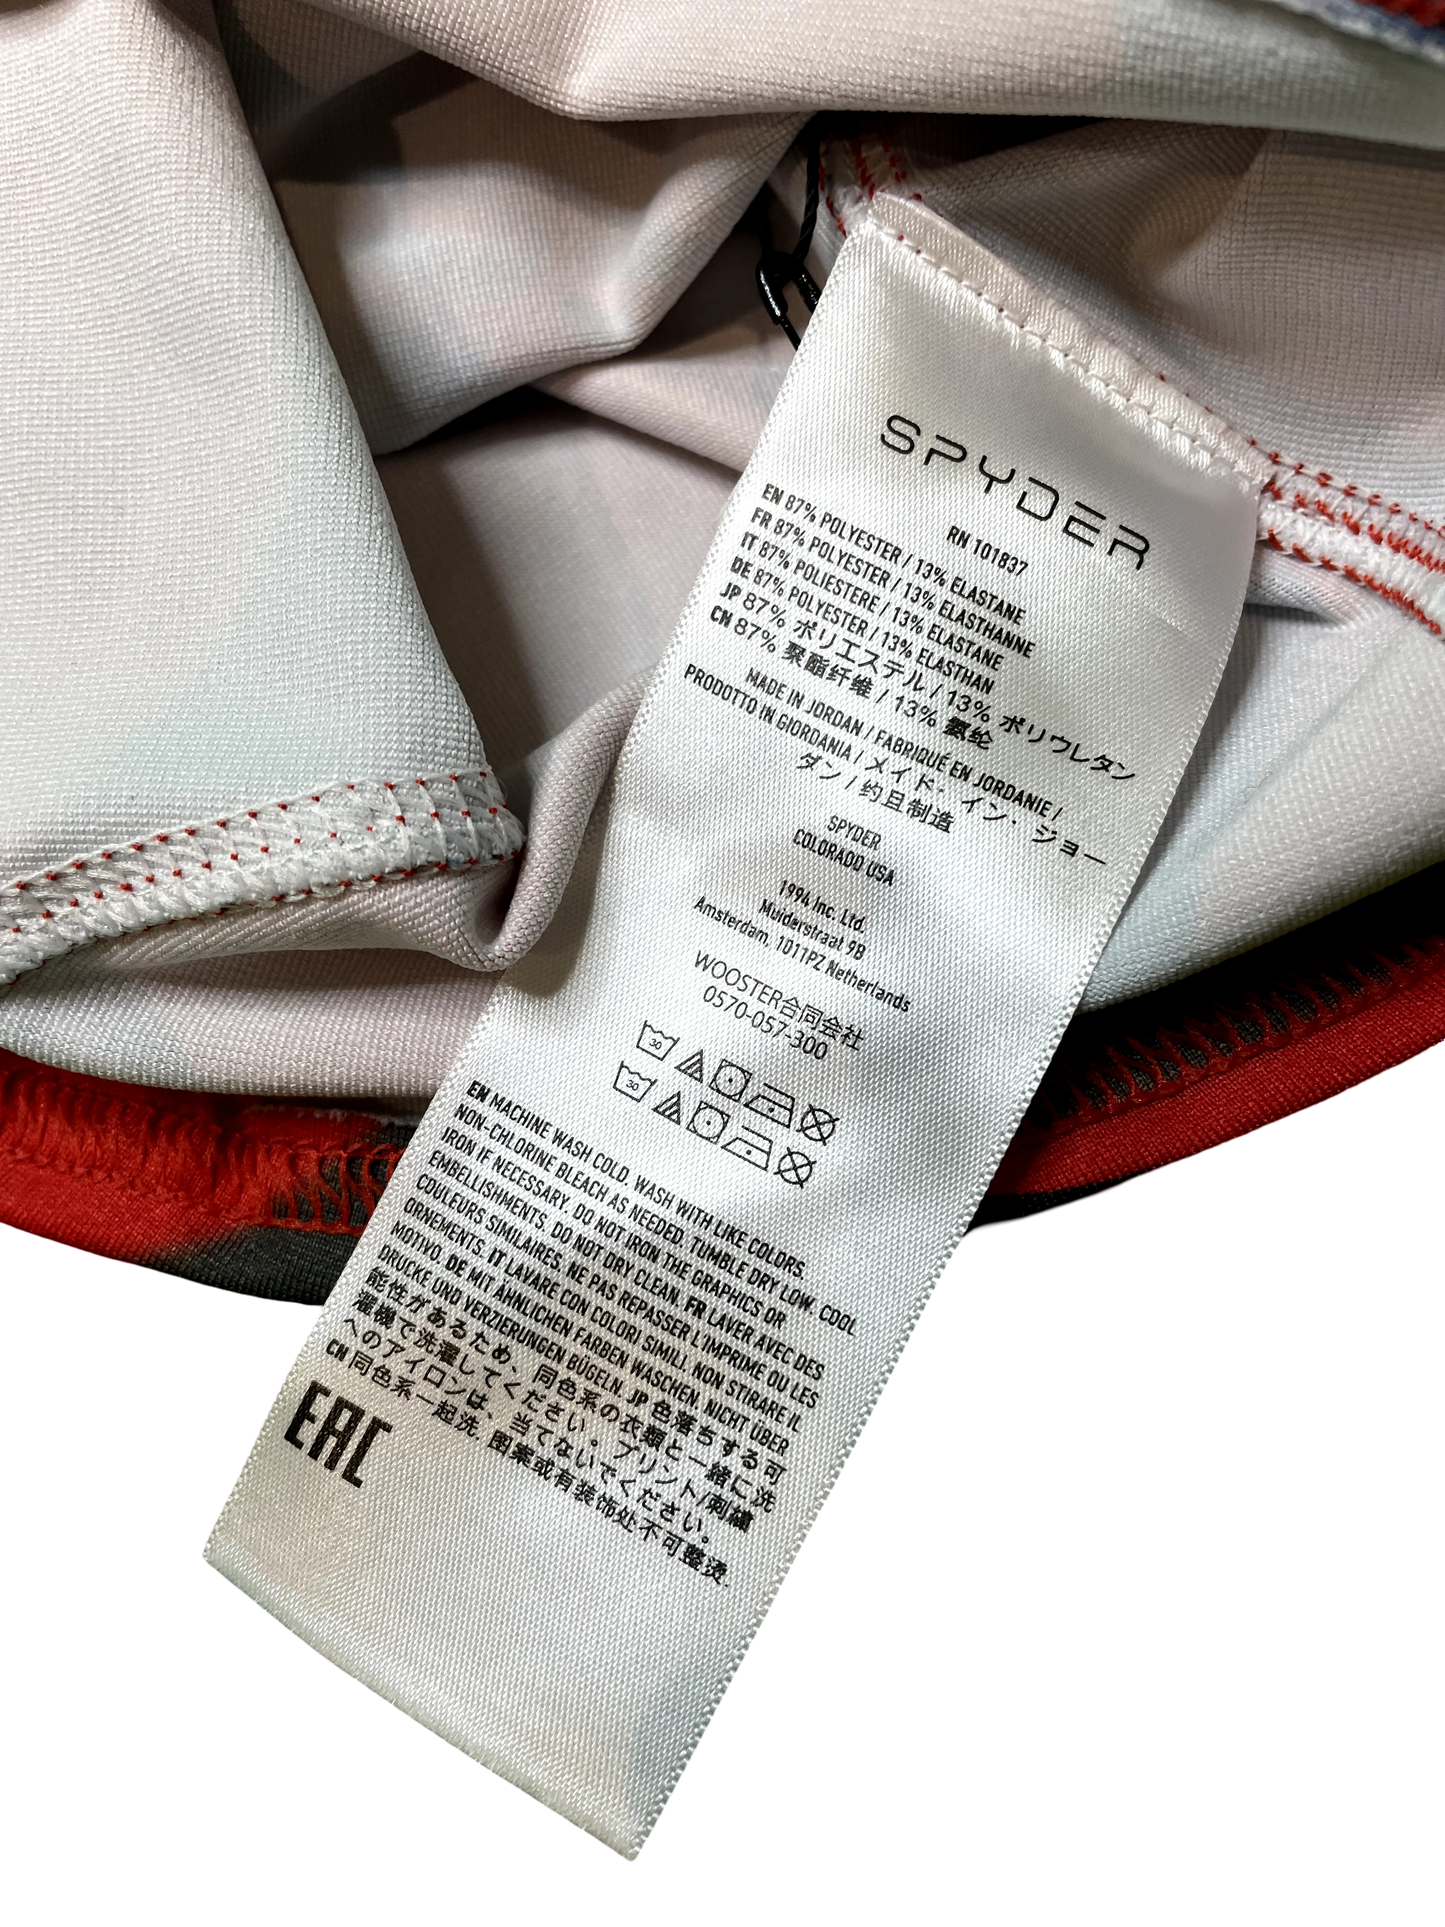 SPYDER
RN 101837
EN 87% POLYESTER / 13% ELASTANE
FR 87% POLYESTER / 13% ELASTHANNE
IT 87% POLIESTERE / 13% ELASTANE
DE 87% POLYESTER / 13% ELASTHAN
JP 87% ポリエステル / 13% ポリウレタン
CN 87% 聚酯纤维 / 13% 氨纶
MADE IN JORDAN / FABRIQUÉ EN JORDANIE /
PRODOTTO IN GIORDANIA / メイド・イン・ジョー
ダン / 约旦制造
SPYDER
COLORADO USA
1994 Inc. Ltd.
Muiderstraat 9B
Amsterdam, 1011PZ Netherlands
WOOSTER合同会社
0570-057-300
30
30
EN MACHINE WASH COLD. WASH WITH LIKE COLORS.
NON-CHLORINE BLEACH AS NEEDED. TUMBLE DRY LOW. COOL
IRON IF NECESSARY. DO NOT IRON THE GRAPHICS OR
EMBELLISHMENTS. DO NOT DRY CLEAN. FR LAVER AVEC DES
COULEURS SIMILAIRES. NE PAS REPASSER L'IMPRIME OU LES
ORNEMENTS. IT LAVARE CON COLORI SIMILI. NON STIRARE IL
MOTIVO. DE MIT ÄHNLICHEN FARBEN WASCHEN. NICHT ÜBER
DRUCKE UND VERZIERUNGEN BÜGELN. JP 色落ちする可
能性があるため、同色系の衣類と一緒に洗
濯機で洗濯してください。プリント/刺繍
へのアイロンは、当てないでください。
CN 同色系一起洗. 图案或有装饰处不可整烫.
EAC